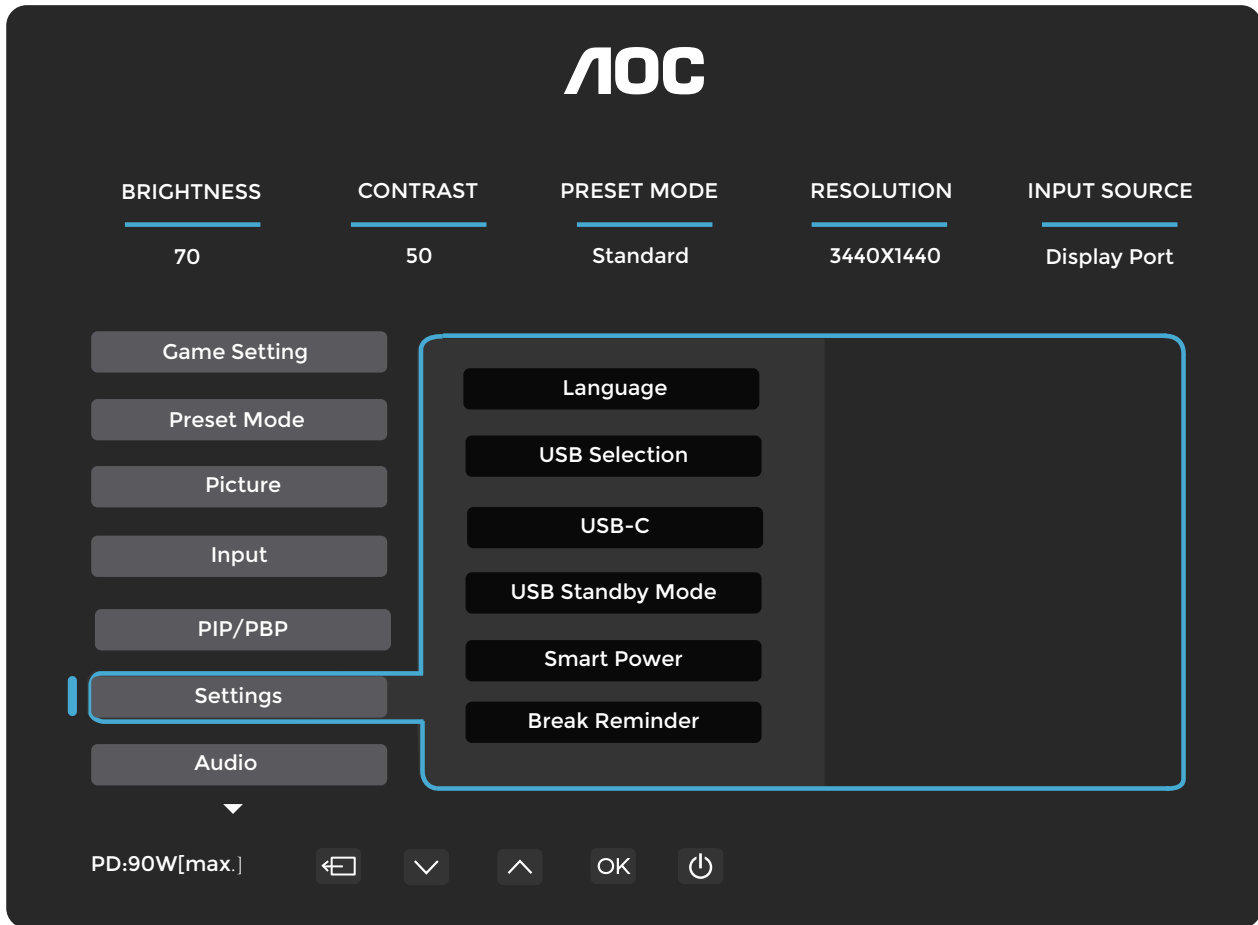 AOC
BRIGHTNESS CONTRAST PRESET MODE RESOLUTION INPUT SOURCE
70 50 Standard 3440X1440 Display Port
Game Setting
Preset Mode
Picture
Input
PIP/PBP
Settings
Audio
Language
USB Selection
USB-C
USB Standby Mode
Smart Power
Break Reminder
PD:90W[max.]
OK